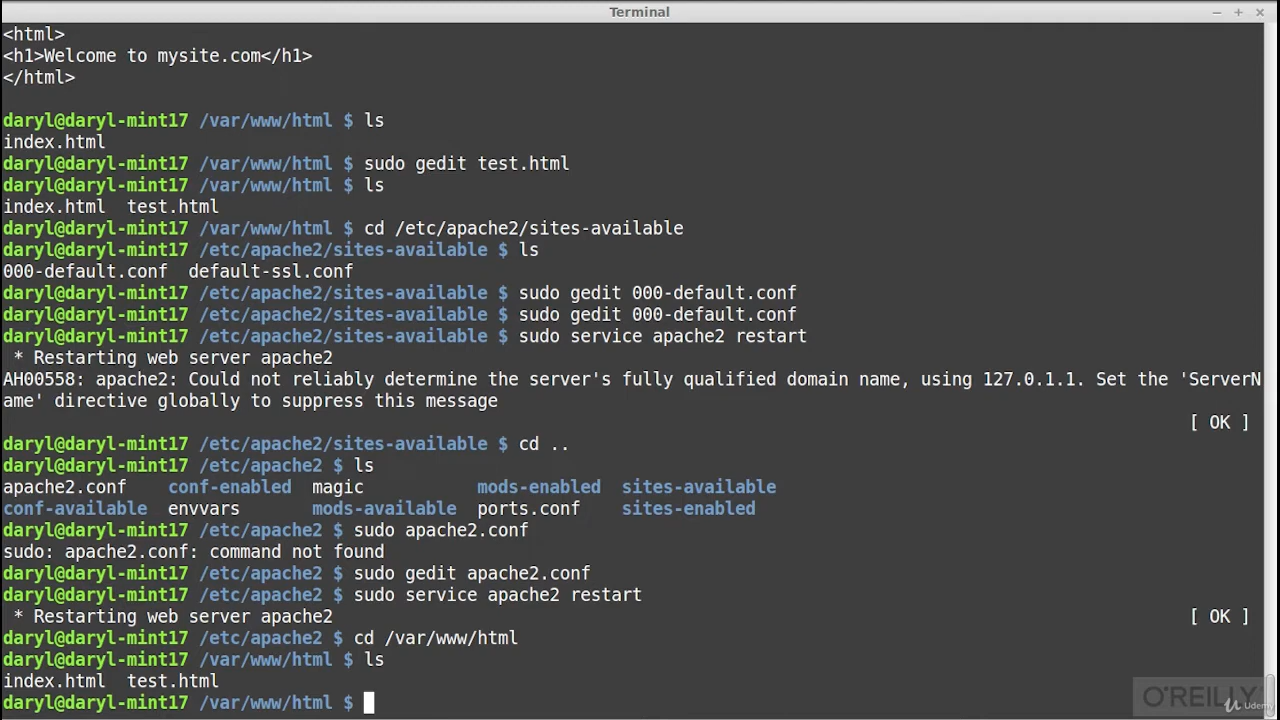 Terminal
<html>
<h1>Welcome to mysite.com</h1>
</html>
daryl@daryl-mint17 /var/www/html $ ls
index.html
daryl@daryl-mint17 /var/www/html $ sudo gedit test.html
daryl@daryl-mint17 /var/www/html $ ls
index.html  test.html
daryl@daryl-mint17 /var/www/html $ cd /etc/apache2/sites-available
daryl@daryl-mint17 /etc/apache2/sites-available $ ls
000-default.conf  default-ssl.conf
daryl@daryl-mint17 /etc/apache2/sites-available $ sudo gedit 000-default.conf
daryl@daryl-mint17 /etc/apache2/sites-available $ sudo gedit 000-default.conf
daryl@daryl-mint17 /etc/apache2/sites-available $ sudo service apache2 restart
 * Restarting web server apache2
AH00558: apache2: Could not reliably determine the server's fully qualified domain name, using 127.0.1.1. Set the 'ServerN
ame' directive globally to suppress this message
[ OK ]
daryl@daryl-mint17 /etc/apache2/sites-available $ cd ..
daryl@daryl-mint17 /etc/apache2 $ ls
apache2.conf    conf-enabled  magic           mods-enabled  sites-available
conf-available  envvars       mods-available  ports.conf    sites-enabled
daryl@daryl-mint17 /etc/apache2 $ sudo apache2.conf
sudo: apache2.conf: command not found
daryl@daryl-mint17 /etc/apache2 $ sudo gedit apache2.conf
daryl@daryl-mint17 /etc/apache2 $ sudo service apache2 restart
 * Restarting web server apache2 [ OK ]
daryl@daryl-mint17 /etc/apache2 $ cd /var/www/html
daryl@daryl-mint17 /var/www/html $ ls
index.html  test.html
daryl@daryl-mint17 /var/www/html $
O'REILLY
Udemy